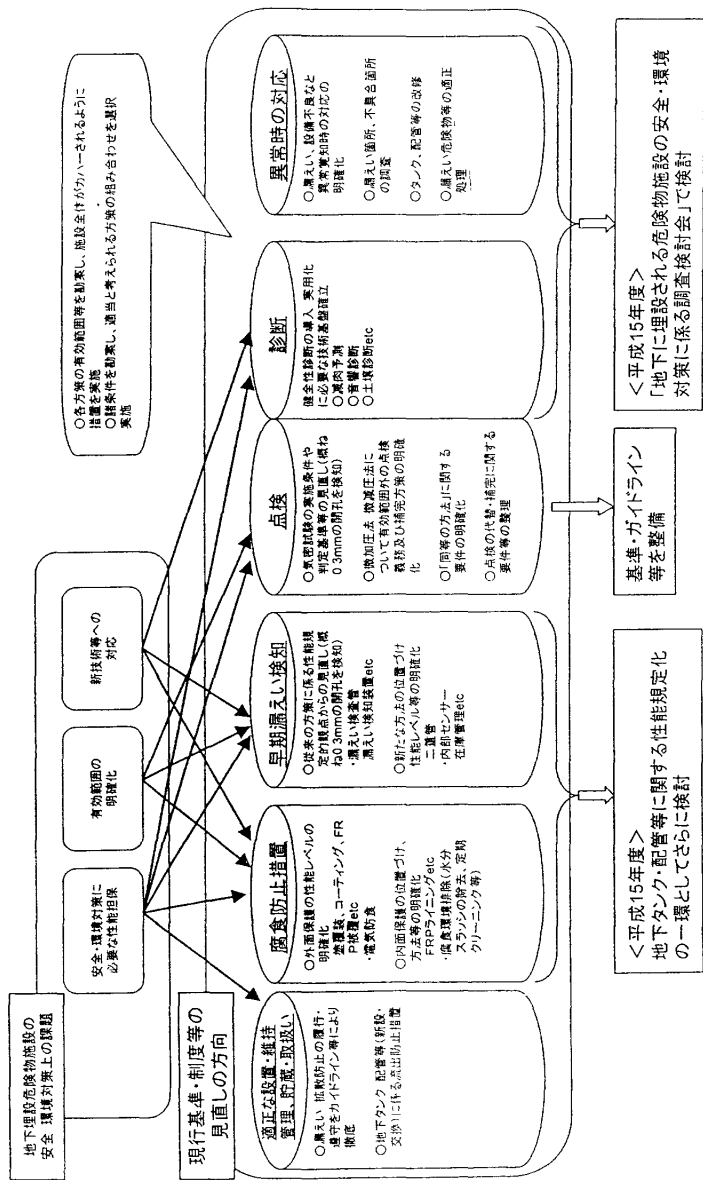 地下埋設危険物施設の
安全 環境対策上の課題
安全・環境対策に
必要な性能担保
有効範囲の
明確化
新技術等への
対応
○各方策の有効範囲等を勘案し、施設全体がカバーされるように
措置を実施
○諸条件を勘案し、適当と考えられる方策の組み合わせを選択
実施
現行基準・制度等の
見直しの方向
適正な設置・維持
管理、貯蔵・取扱い
○漏えい 拡散防止の履行・
遵守をガイドライン等により
徹底
○地下タンク 配管等(新設・
交換)に係る流出防止措置
腐食防止措置
○外面保護の性能レベルの
明確化
塗覆装、コーティング、FR
P被覆etc
・電気防食
○内面保護の位置づけ、
方法等の明確化
FRPライニングetc
・腐食環境排除(水分
スラッジの除去、定期
クリーニング等)
早期漏えい検知
○従来の方策に係る性能規
定的観点からの見直し(概
ね0 3mmの開孔を検知)
・漏えい検査管
漏えい検知装置etc
○新たな方法の位置づけ
性能レベル等の明確化
二重管
・内部センサー
在庫管理etc
点検
○気密試験の実施条件や
判定基準等の見直し(概ね
0 3mmの開孔を検知)
○微加圧法 微減圧法に
ついて有効範囲外の点検
義務及び補完方策の明確
化
○「同等の方法」に関する
要件の明確化
○点検の代替・補完に関する
要件等の整理
診断
健全性診断の導入 実用化
に必要な技術基盤確立
○減肉予測
○音響診断
○土壌診断etc
異常時の対応
○漏えい、設備不良など
異常覚知時の対応の
明確化
○漏えい箇所、不具合箇所
の調査
○タンク、配管等の改修
○漏えい危険物等の適正
処理
<平成15年度>
地下タンク・配管等に関する性能規定化
の一環としてさらに検討
基準・ガイドライン
等を整備
<平成15年度>
「地下に埋設される危険物施設の安全・環境
対策に係る調査検討会」で検討